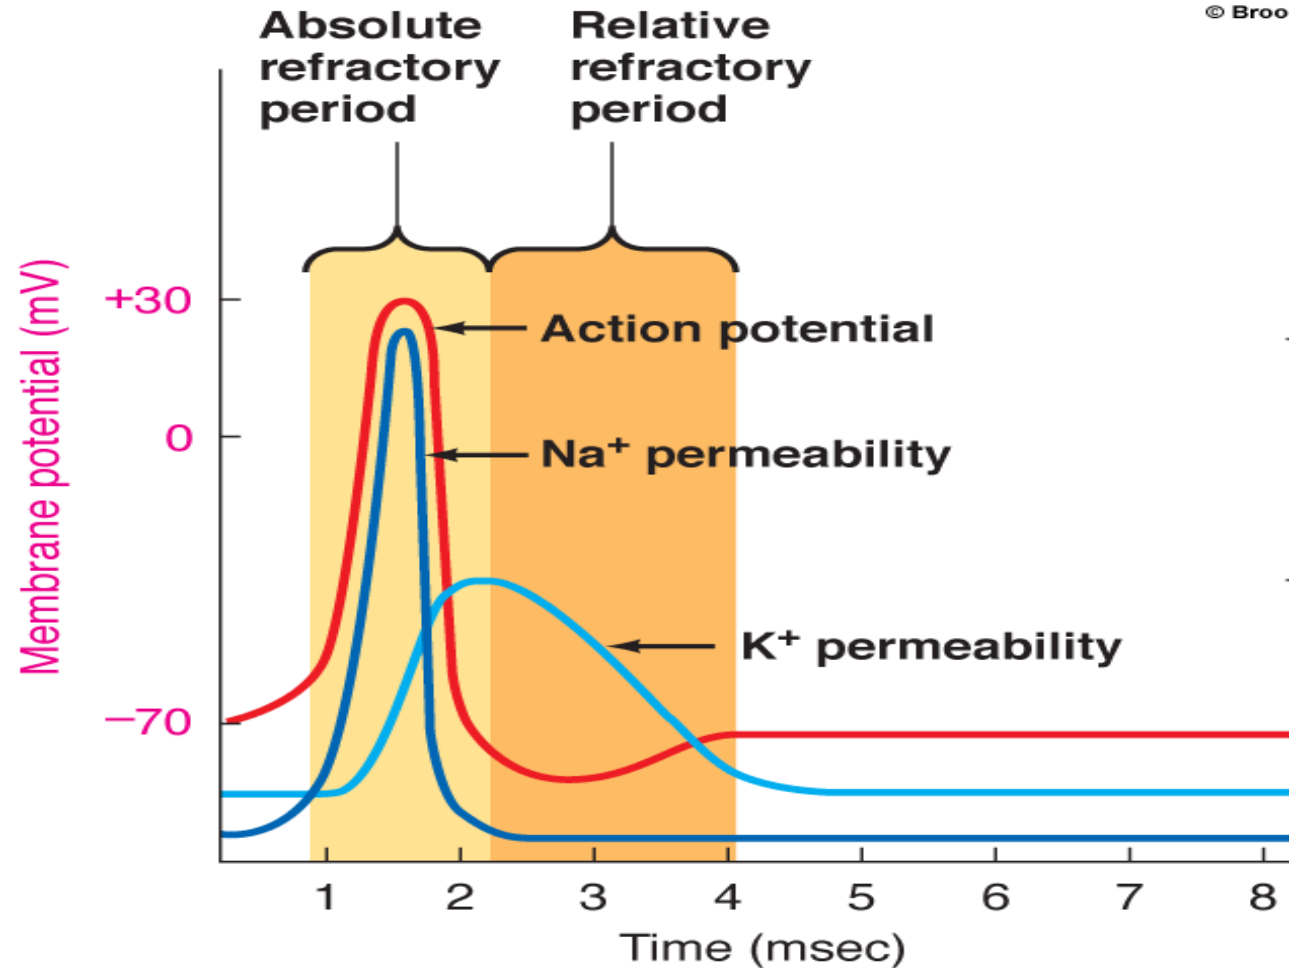 © Broo
Absolute
refractory
period
Relative
refractory
period
Membrane potential (mV)
+30
0
−70
Action potential
Na⁺ permeability
K⁺ permeability
1 2 3 4 5 6 7 8
Time (msec)